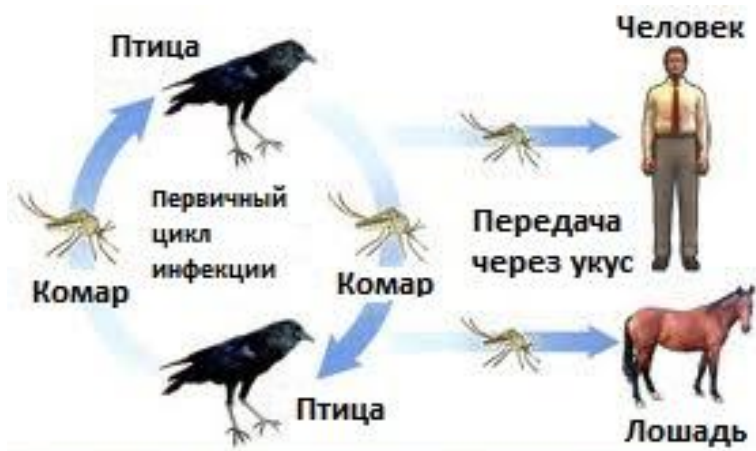 Птица
Человек
Первичный
цикл
инфекции
Передача
через укус
Комар
Комар
Птица
Лошадь